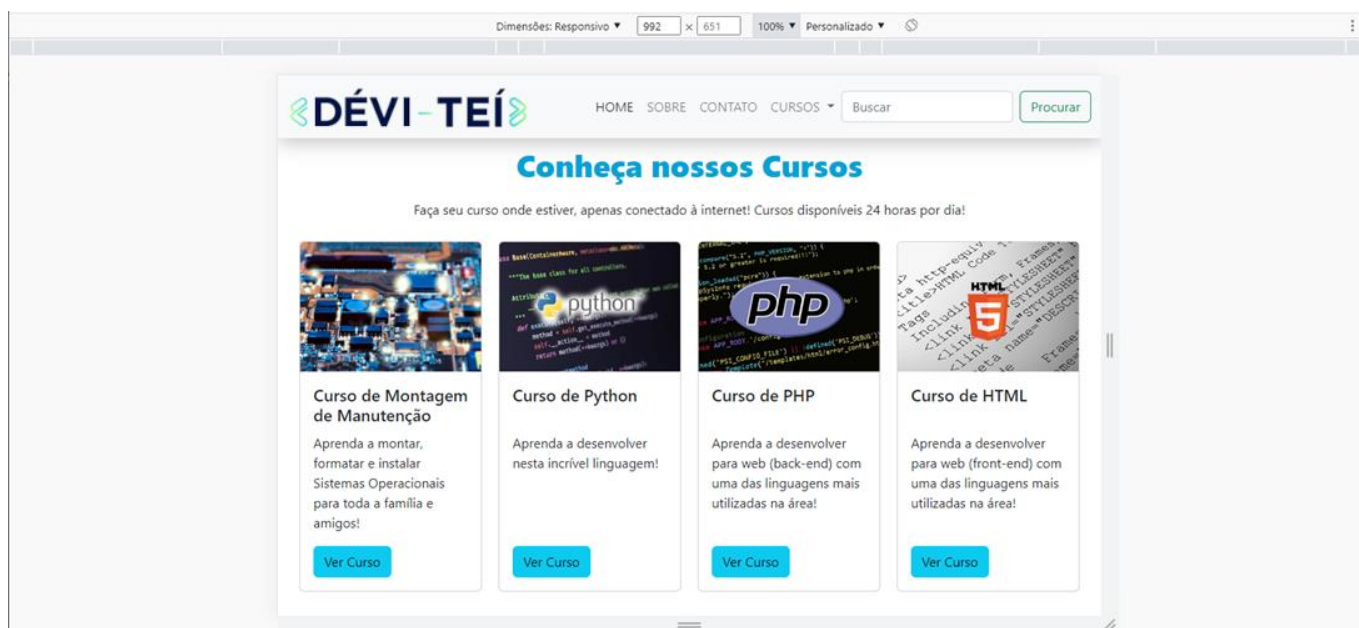 Dimensões: Responsivo ▼ 992 × 651 100% ▼ Personalizado ▼
DÉVI-TEÍ HOME SOBRE CONTATO CURSOS Buscar Procurar
Conheça nossos Cursos
Faça seu curso onde estiver, apenas conectado à internet! Cursos disponíveis 24 horas por dia!
python
php
HTML
5
Curso de Montagem
de Manutenção
Aprenda a montar,
formatar e instalar
Sistemas Operacionais
para toda a família e
amigos!
Ver Curso
Curso de Python
Aprenda a desenvolver
nesta incrível linguagem!
Ver Curso
Curso de PHP
Aprenda a desenvolver
para web (back-end) com
uma das linguagens mais
utilizadas na área!
Ver Curso
Curso de HTML
Aprenda a desenvolver
para web (front-end) com
uma das linguagens mais
utilizadas na área!
Ver Curso